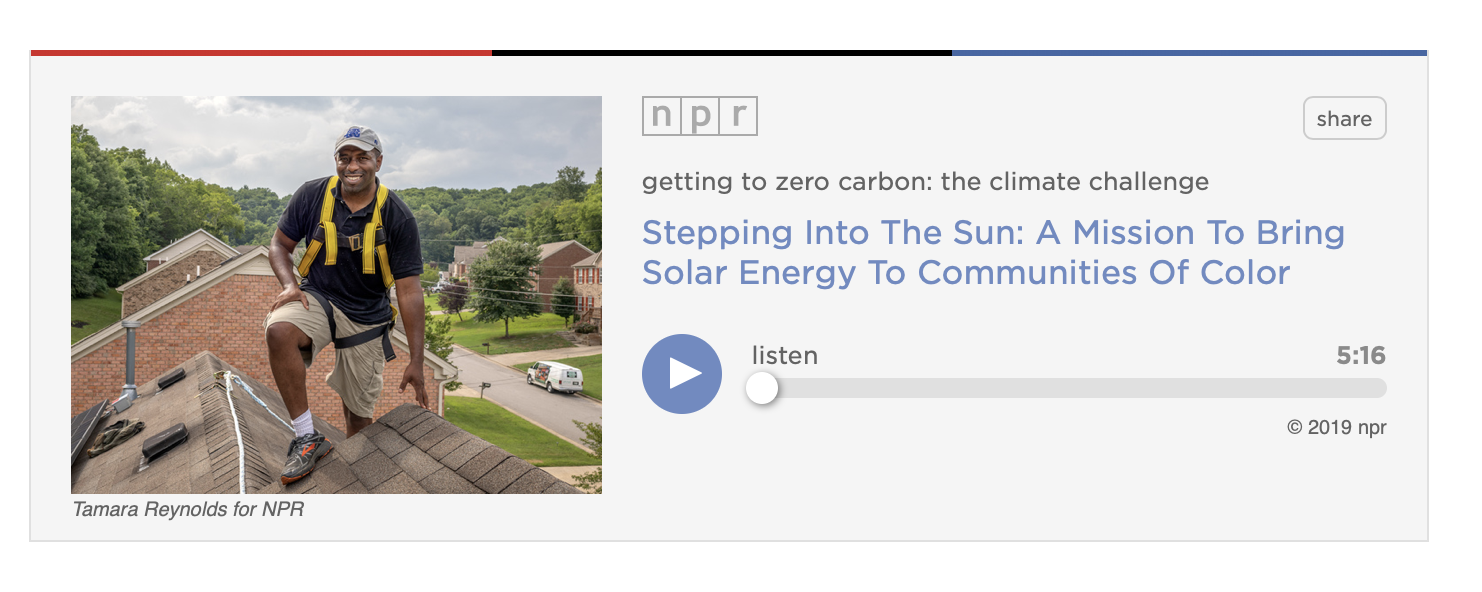 npr
share
getting to zero carbon: the climate challenge
Stepping Into The Sun: A Mission To Bring
Solar Energy To Communities Of Color
listen
5:16
© 2019 npr
Tamara Reynolds for NPR